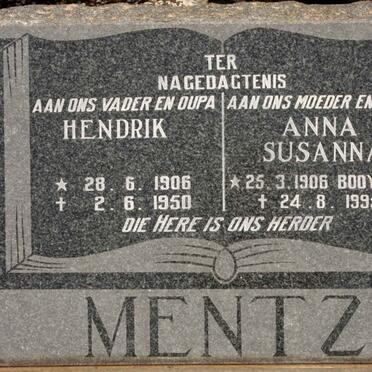 TER
NAGEDAGTENIS
AAN ONS VADER EN OUPA
HENDRIK
★ 28. 6. 1906
† 2. 6. 1950
AAN ONS MOEDER EN
ANNA
SUSANNA
★ 25. 3. 1906
† 24. 8.
DIE HERE IS ONS HERDER
MENTZ